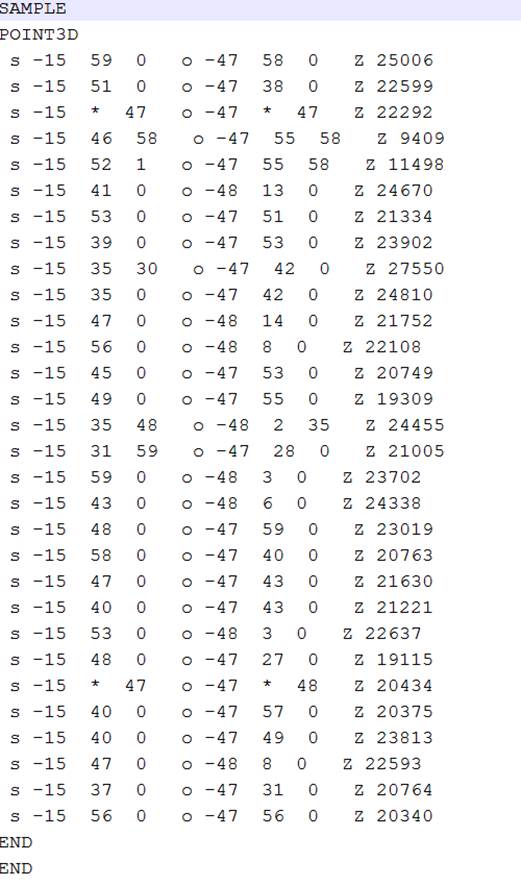 SAMPLE
POINT3D
s -15 59 0 o -47 58 0 Z 25006
s -15 51 0 o -47 38 0 Z 22599
s -15 * 47 o -47 * 47 Z 22292
s -15 46 58 o -47 55 58 Z 9409
s -15 52 1 o -47 55 58 Z 11498
s -15 41 0 o -48 13 0 Z 24670
s -15 53 0 o -47 51 0 Z 21334
s -15 39 0 o -47 53 0 Z 23902
s -15 35 30 o -47 42 0 Z 27550
s -15 35 0 o -47 42 0 Z 24810
s -15 47 0 o -48 14 0 Z 21752
s -15 56 0 o -48 8 0 Z 22108
s -15 45 0 o -47 53 0 Z 20749
s -15 49 0 o -47 55 0 Z 19309
s -15 35 48 o -48 2 35 Z 24455
s -15 31 59 o -47 28 0 Z 21005
s -15 59 0 o -48 3 0 Z 23702
s -15 43 0 o -48 6 0 Z 24338
s -15 48 0 o -47 59 0 Z 23019
s -15 58 0 o -47 40 0 Z 20763
s -15 47 0 o -47 43 0 Z 21630
s -15 40 0 o -47 43 0 Z 21221
s -15 53 0 o -48 3 0 Z 22637
s -15 48 0 o -47 27 0 Z 19115
s -15 * 47 o -47 * 48 Z 20434
s -15 40 0 o -47 57 0 Z 20375
s -15 40 0 o -47 49 0 Z 23813
s -15 47 0 o -48 8 0 Z 22593
s -15 37 0 o -47 31 0 Z 20764
s -15 56 0 o -47 56 0 Z 20340
END
END